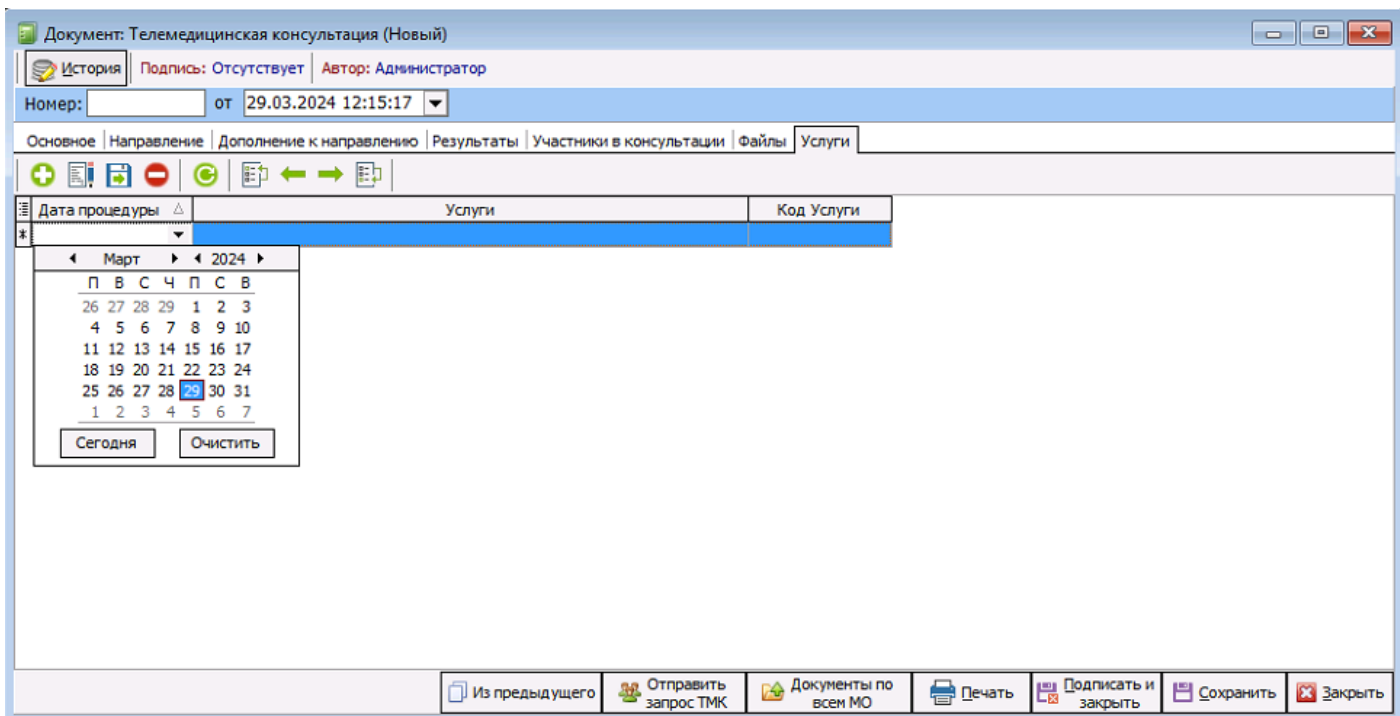 Документ: Телемедицинская консультация (Новый)
История Подпись: Отсутствует Автор: Администратор
Номер: от 29.03.2024 12:15:17
Основное Направление Дополнение к направлению Результаты Участники в консультации Файлы Услуги
Дата процедуры Услуги Код Услуги
*
Март 2024
П В С Ч П С В
26 27 28 29 1 2 3
4 5 6 7 8 9 10
11 12 13 14 15 16 17
18 19 20 21 22 23 24
25 26 27 28 29 30 31
1 2 3 4 5 6 7
Сегодня Очистить
Из предыдущего
Отправить
запрос ТМК
Документы по
всем МО
Печать
Подписать и
закрыть
Сохранить
Закрыть